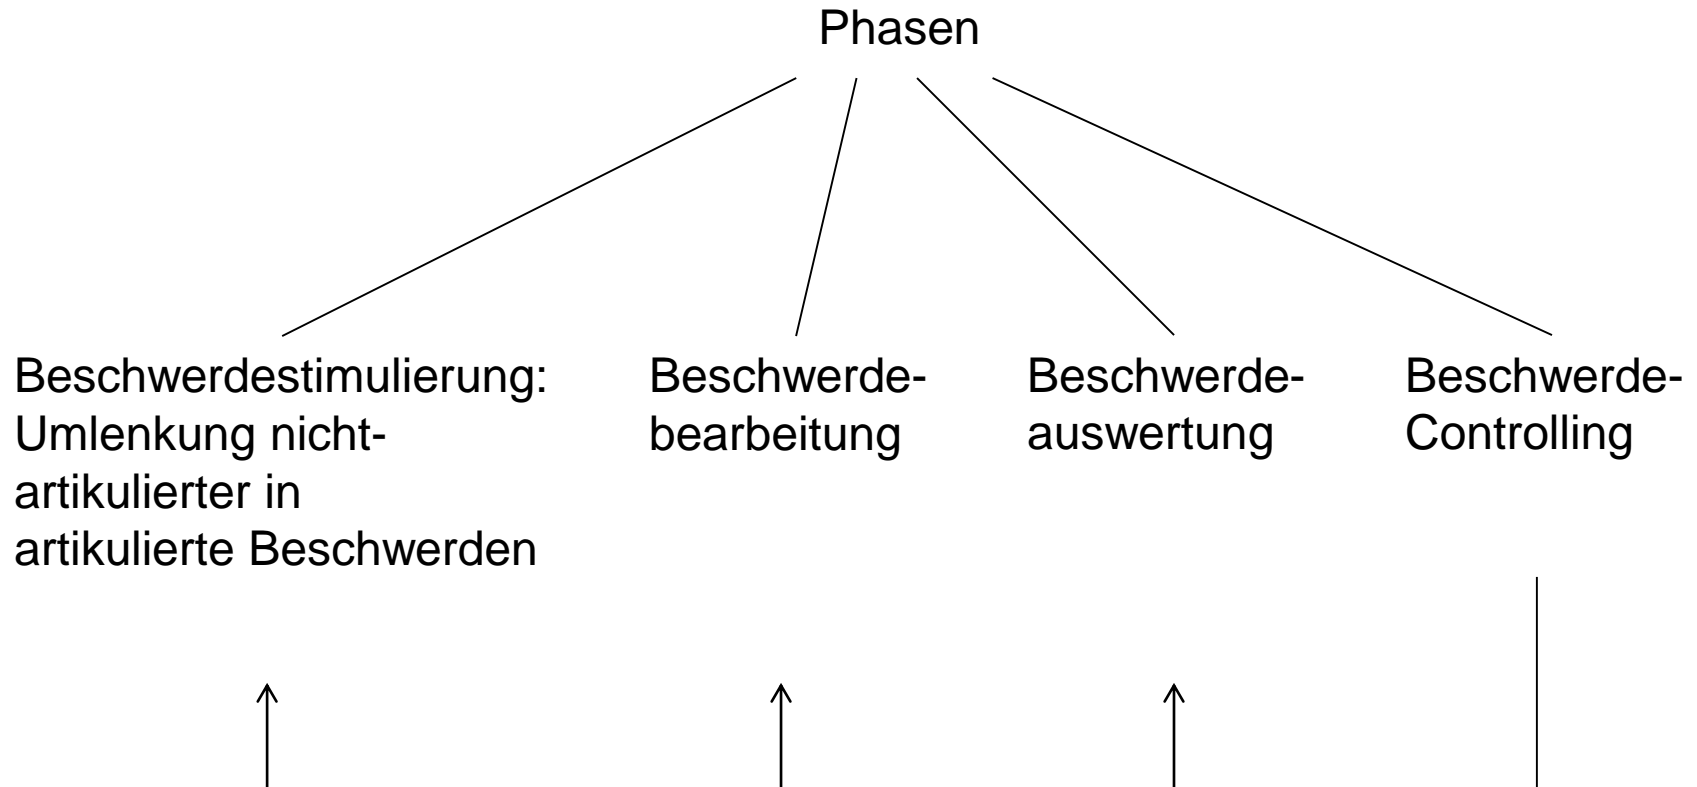 Phasen
Beschwerdestimulierung:
Umlenkung nicht-
artikulierter in
artikulierte Beschwerden
Beschwerde-
bearbeitung
Beschwerde-
auswertung
Beschwerde-
Controlling